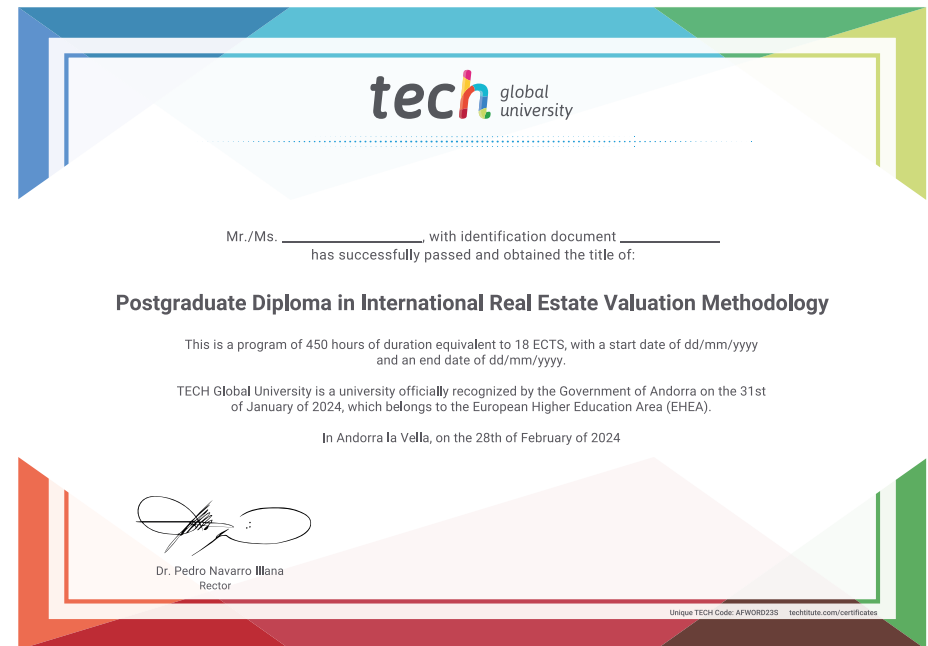 tech global
university
Mr./Ms. ____________________, with identification document ______________
has successfully passed and obtained the title of:
Postgraduate Diploma in International Real Estate Valuation Methodology
This is a program of 450 hours of duration equivalent to 18 ECTS, with a start date of dd/mm/yyyy
and an end date of dd/mm/yyyy.
TECH Global University is a university officially recognized by the Government of Andorra on the 31st
of January of 2024, which belongs to the European Higher Education Area (EHEA).
In Andorra la Vella, on the 28th of February of 2024
Dr. Pedro Navarro Illana
Rector
Unique TECH Code: AFWORD23S techtitute.com/certificates